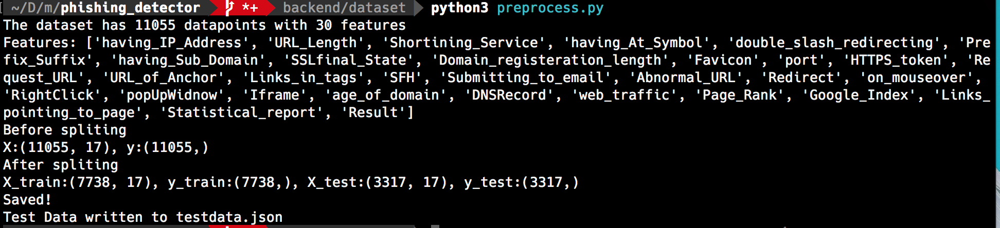 ~/D/m/phishing_detector *+ backend/dataset python3 preprocess.py
The dataset has 11055 datapoints with 30 features
Features: ['having_IP_Address', 'URL_Length', 'Shortining_Service', 'having_At_Symbol', 'double_slash_redirecting', 'Pre
fix_Suffix', 'having_Sub_Domain', 'SSLfinal_State', 'Domain_registeration_length', 'Favicon', 'port', 'HTTPS_token', 'Re
quest_URL', 'URL_of_Anchor', 'Links_in_tags', 'SFH', 'Submitting_to_email', 'Abnormal_URL', 'Redirect', 'on_mouseover',
'RightClick', 'popUpWidnow', 'Iframe', 'age_of_domain', 'DNSRecord', 'web_traffic', 'Page_Rank', 'Google_Index', 'Links_
pointing_to_page', 'Statistical_report', 'Result']
Before spliting
X:(11055, 17), y:(11055,)
After spliting
X_train:(7738, 17), y_train:(7738,), X_test:(3317, 17), y_test:(3317,)
Saved!
Test Data written to testdata.json